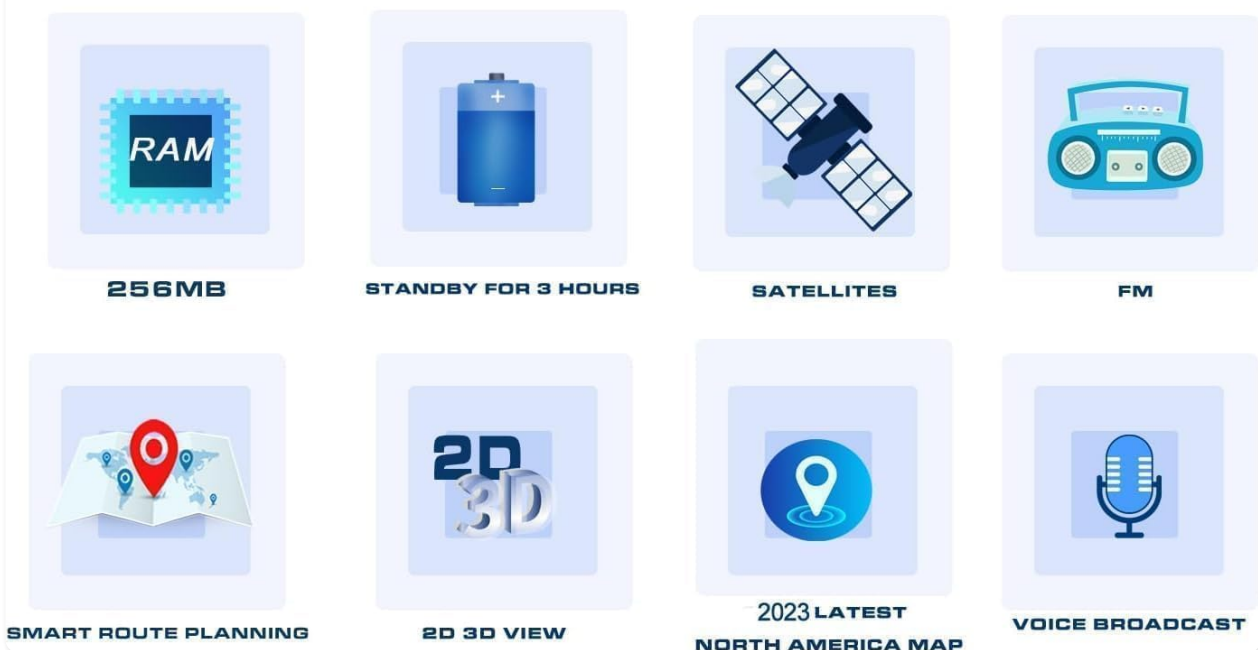 RAM
256MB
STANDBY FOR 3 HOURS
SATELLITES
FM
2D
3D
SMART ROUTE PLANNING
2D 3D VIEW
2023 LATEST
NORTH AMERICA MAP
VOICE BROADCAST